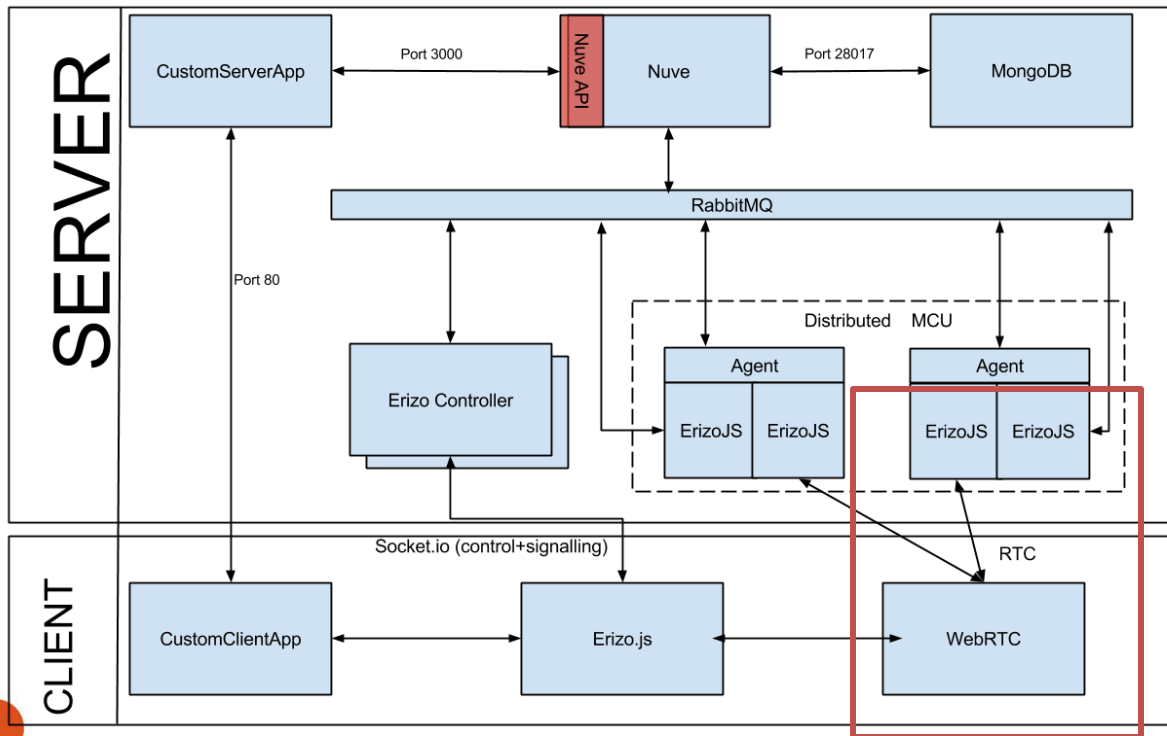 SERVER
CustomServerApp
Port 3000
Nuve API
Nuve
Port 28017
MongoDB
RabbitMQ
Port 80
Distributed MCU
Erizo Controller
Agent
ErizoJS
ErizoJS
Agent
ErizoJS
ErizoJS
Socket.io (control+signalling)
RTC
CLIENT
CustomClientApp
Erizo.js
WebRTC